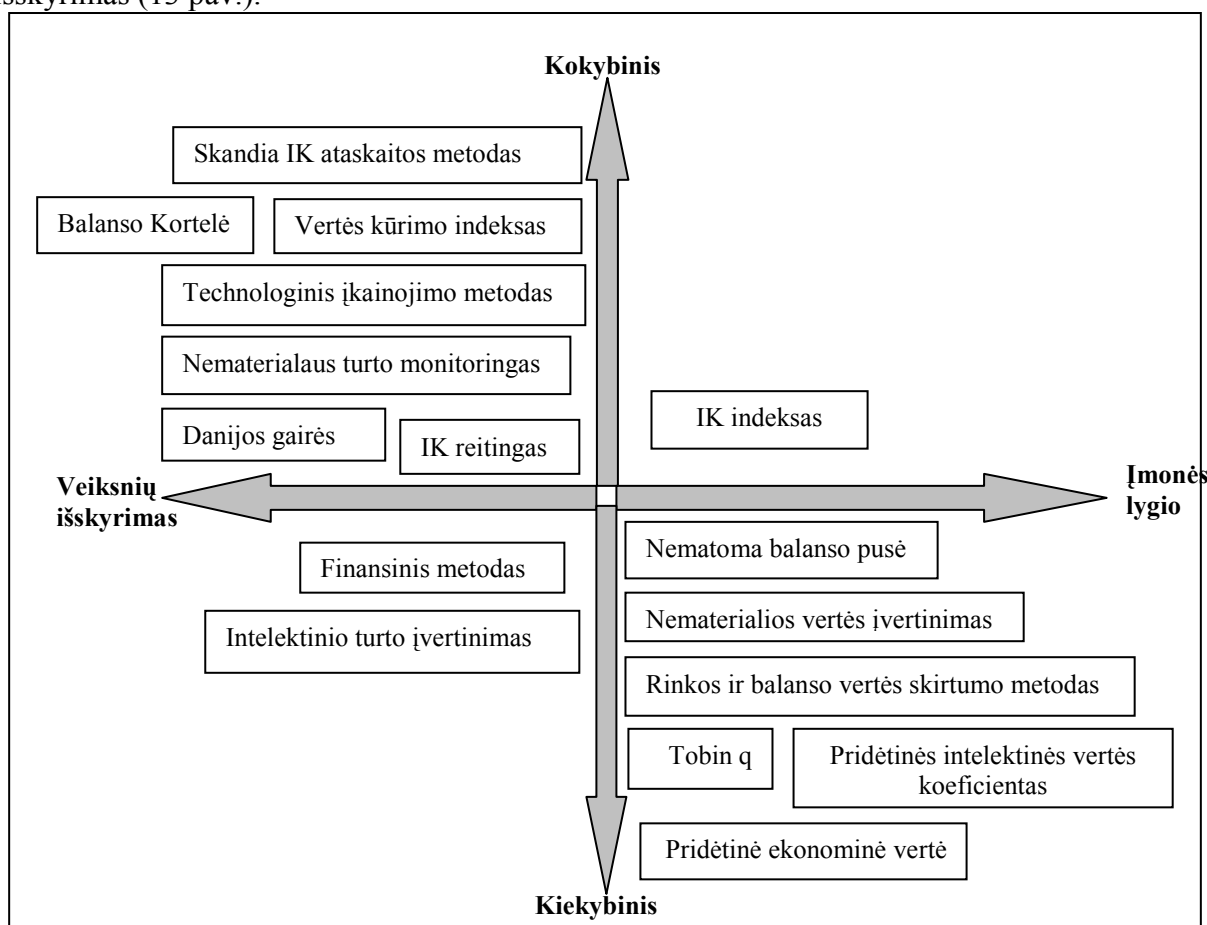 išskyrimas (15 pav.).
Kokybinis
Skandia IK ataskaitos metodas
Balanso Kortelė
Vertės kūrimo indeksas
Technologinis įkainojimo metodas
Nematerialaus turto monitoringas
IK indeksas
Danijos gairės
IK reitingas
Veiksnių
išskyrimas
Įmonės
lygio
Nematoma balanso pusė
Finansinis metodas
Nematerialios vertės įvertinimas
Intelektinio turto įvertinimas
Rinkos ir balanso vertės skirtumo metodas
Tobin q
Pridėtinės intelektinės vertės
koeficientas
Pridėtinė ekonominė vertė
Kiekybinis